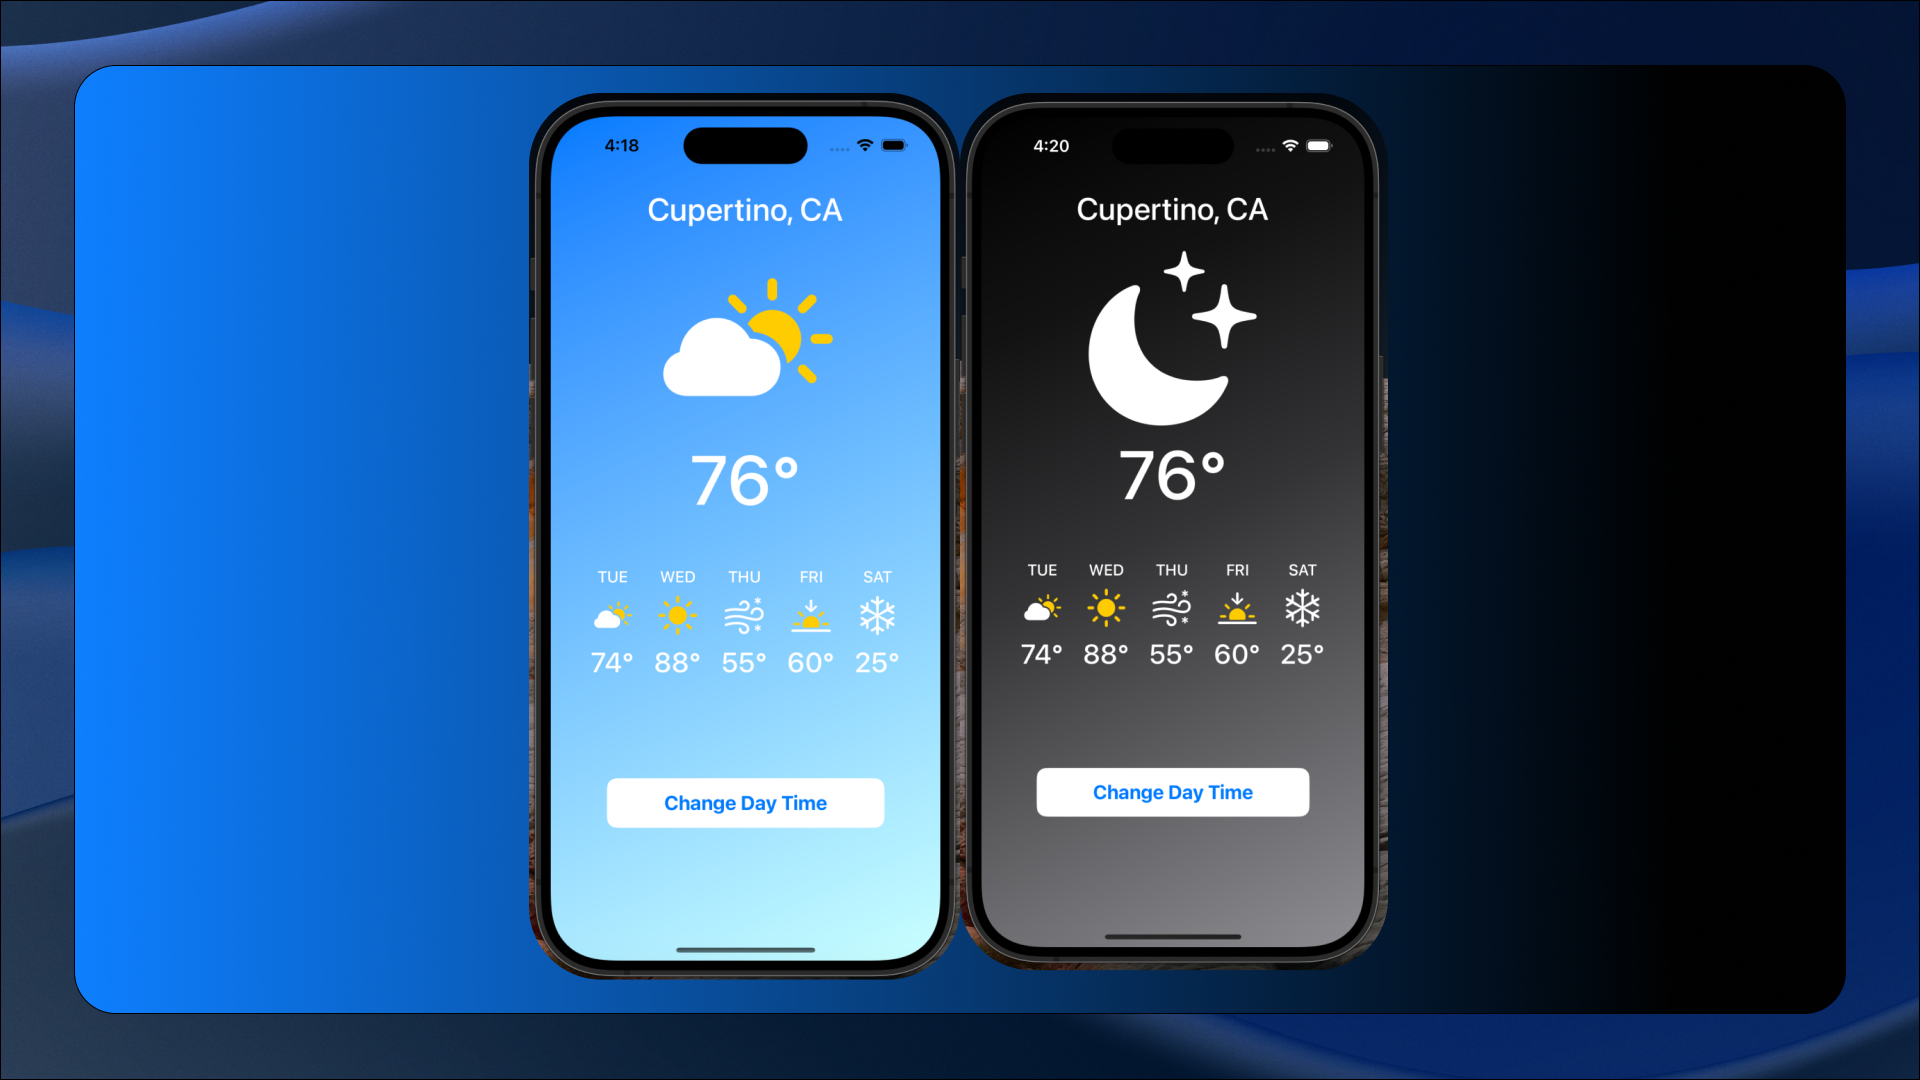 4:18
Cupertino, CA
76°
TUE WED THU FRI SAT
74° 88° 55° 60° 25°
Change Day Time
4:20
Cupertino, CA
76°
TUE WED THU FRI SAT
74° 88° 55° 60° 25°
Change Day Time